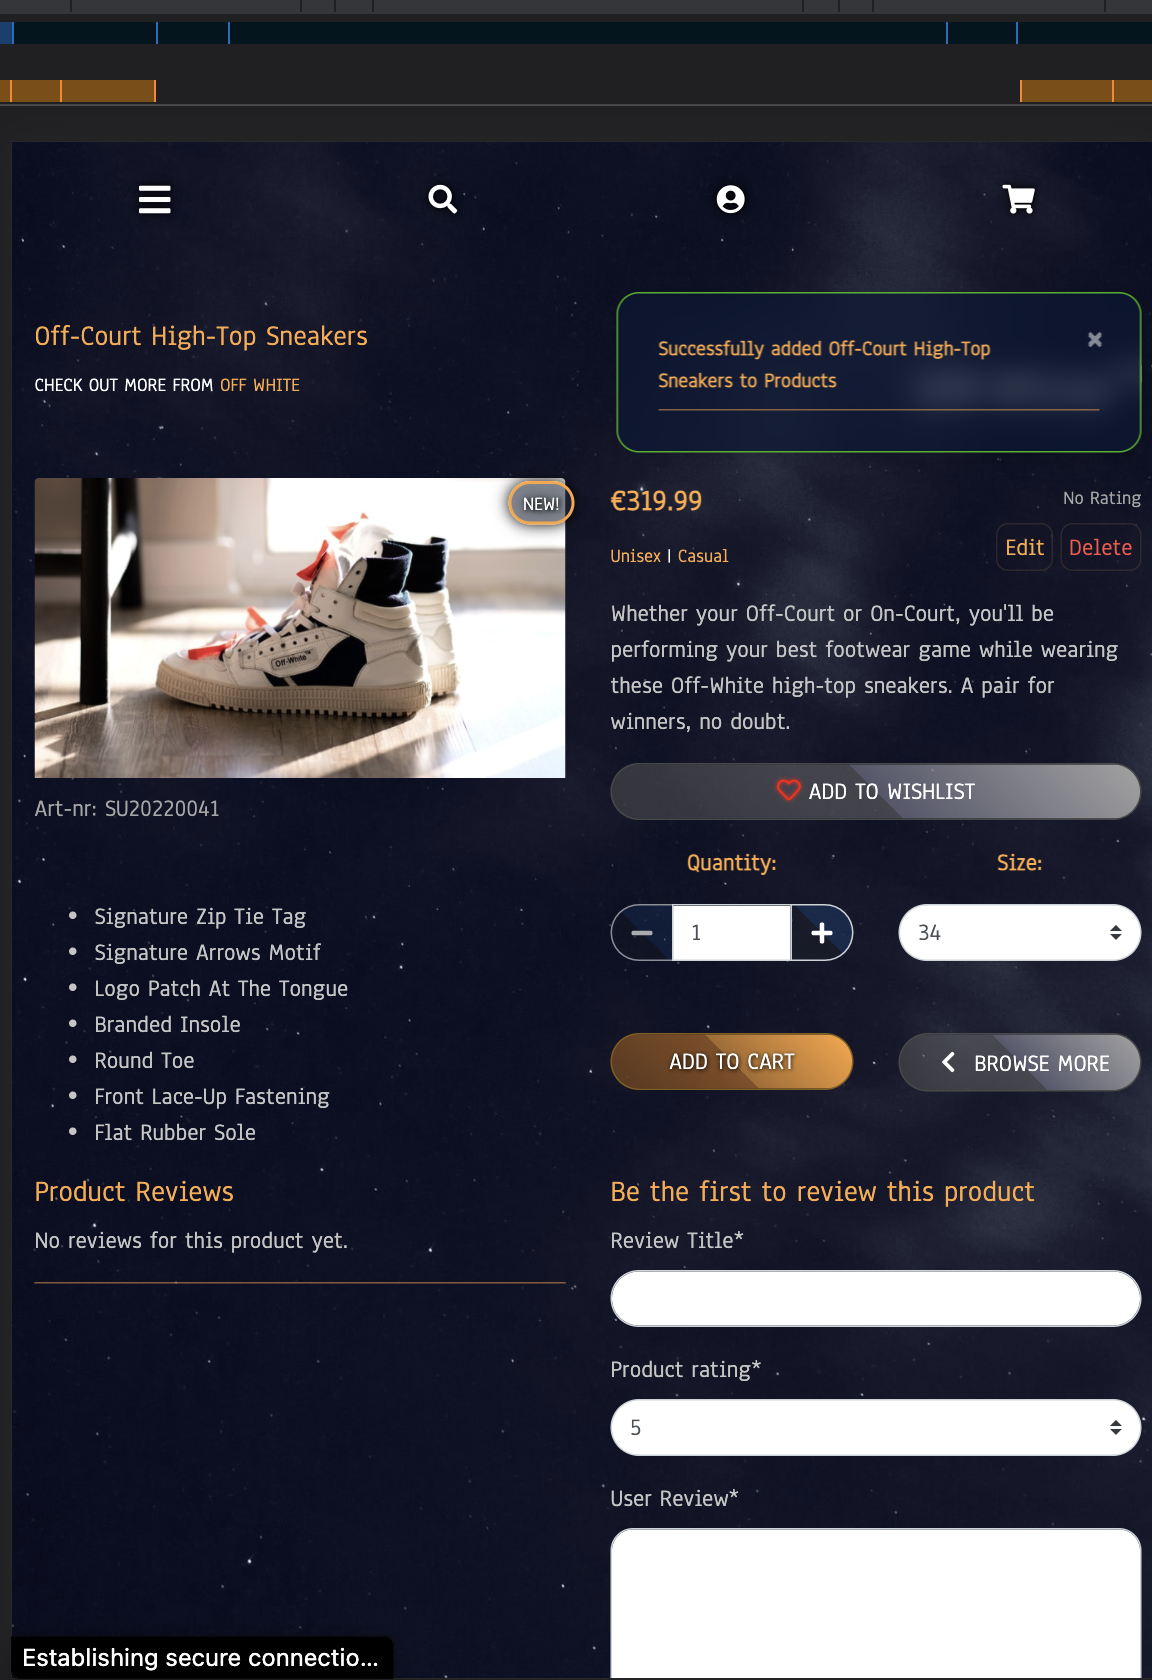 Off-Court High-Top Sneakers
CHECK OUT MORE FROM OFF WHITE
Successfully added Off-Court High-Top
Sneakers to Products
×
NEW!
Off-White™
Art-nr: SU20220041
Signature Zip Tie Tag
Signature Arrows Motif
Logo Patch At The Tongue
Branded Insole
Round Toe
Front Lace-Up Fastening
Flat Rubber Sole
€319.99
No Rating
Unisex | Casual
Edit
Delete
Whether your Off-Court or On-Court, you'll be
performing your best footwear game while wearing
these Off-White high-top sneakers. A pair for
winners, no doubt.
ADD TO WISHLIST
Quantity:
Size:
1
34
ADD TO CART
BROWSE MORE
Product Reviews
No reviews for this product yet.
Be the first to review this product
Review Title*
Product rating*
5
User Review*
Establishing secure connectio...